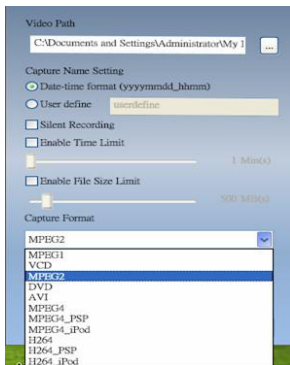 Video Path
C:\Documents and Settings\Administrator\My 1
...
Capture Name Setting
Date-time format (yyyymmdd_hhmm)
User define userdefine
Silent Recording
Enable Time Limit
1 Min(s)
Enable File Size Limit
500 MB(s)
Capture Format
MPEG2
MPEG1
VCD
MPEG2
DVD
AVI
MPEG4
MPEG4_PSP
MPEG4_iPod
H264
H264_PSP
H264_iPod